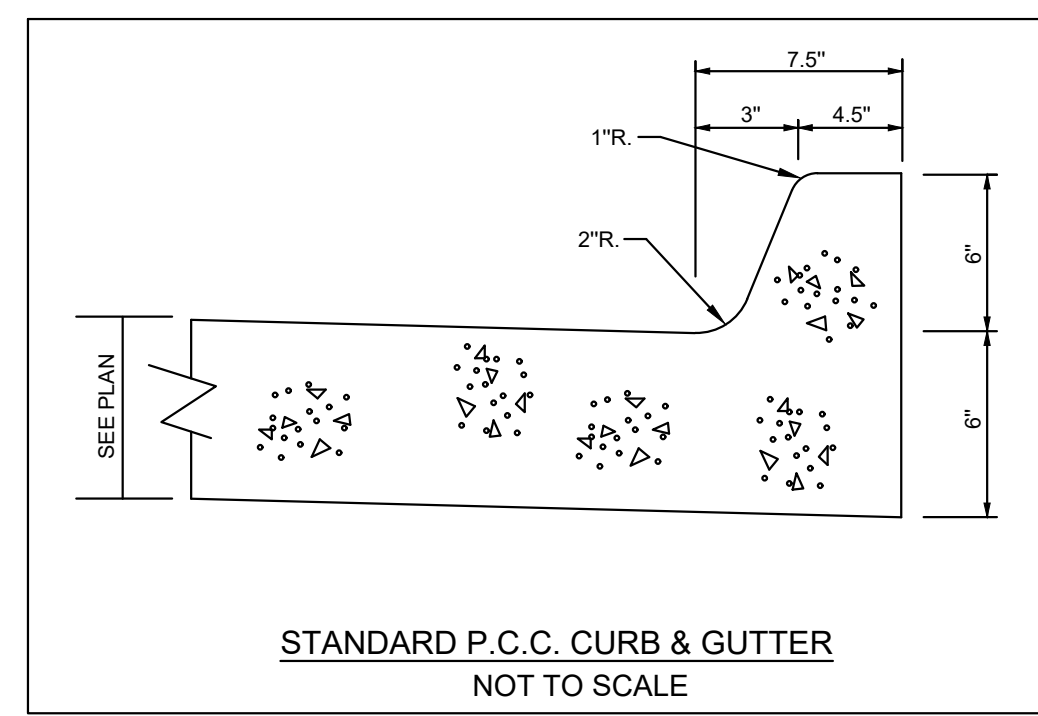 7.5"
3"
4.5"
1"R.
2"R.
6"
6"
SEE PLAN
STANDARD P.C.C. CURB & GUTTER
NOT TO SCALE